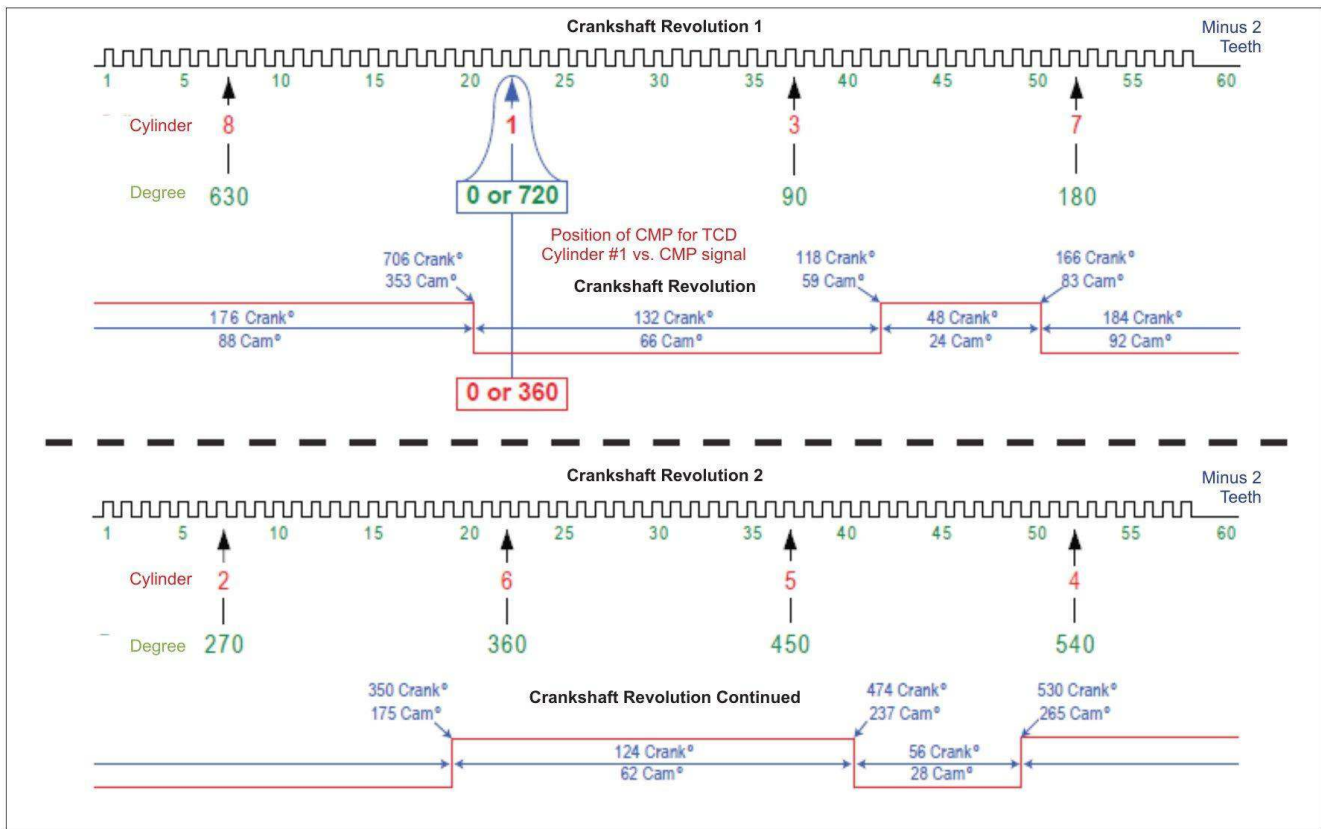 Crankshaft Revolution 1
Minus 2
Teeth
1 5 10 15 20 25 30 35 40 45 50 55 60
Cylinder 8 1 3 7
Degree 630 0 or 720 90 180
Position of CMP for TCD
Cylinder #1 vs. CMP signal
706 Crank°
353 Cam°
118 Crank°
59 Cam°
166 Crank°
83 Cam°
Crankshaft Revolution
176 Crank° 132 Crank° 48 Crank° 184 Crank°
88 Cam° 66 Cam° 24 Cam° 92 Cam°
0 or 360
Crankshaft Revolution 2
Minus 2
Teeth
1 5 10 15 20 25 30 35 40 45 50 55 60
Cylinder 2 6 5 4
Degree 270 360 450 540
350 Crank°
175 Cam°
Crankshaft Revolution Continued
474 Crank°
237 Cam°
530 Crank°
265 Cam°
124 Crank° 56 Crank°
62 Cam° 28 Cam°